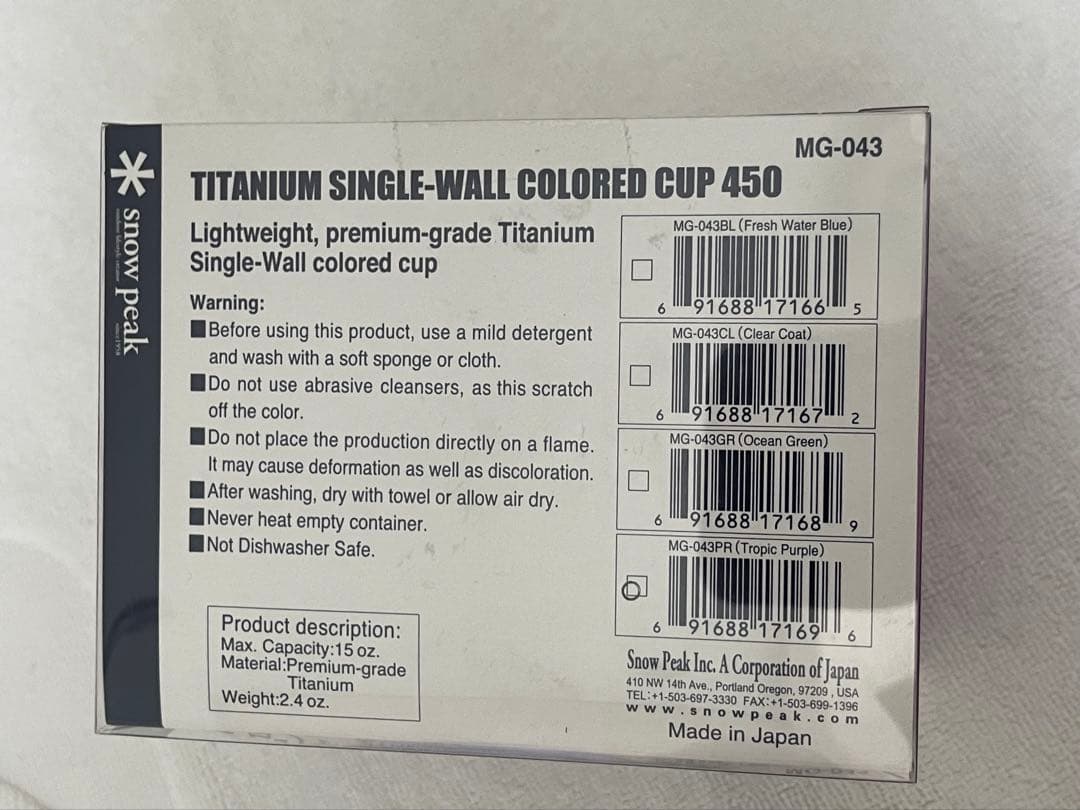 snow peak
MG-043
TITANIUM SINGLE-WALL COLORED CUP 450
Lightweight, premium-grade Titanium
Single-Wall colored cup
Warning:
■Before using this product, use a mild detergent
and wash with a soft sponge or cloth.
■Do not use abrasive cleansers, as this scratch
off the color.
■Do not place the production directly on a flame.
It may cause deformation as well as discoloration.
■After washing, dry with towel or allow air dry.
■Never heat empty container.
■Not Dishwasher Safe.
Product description:
Max. Capacity:15 oz.
Material:Premium-grade
Titanium
Weight:2.4 oz.
MG-043BL (Fresh Water Blue)
6 91688 17166 5
MG-043CL (Clear Coat)
6 91688 17167 2
MG-043GR (Ocean Green)
6 91688 17168 9
MG-043PR (Tropic Purple)
6 91688 17169 6
Snow Peak Inc. A Corporation of Japan
410 NW 14th Ave., Portland Oregon, 97209 , USA
TEL:+1-503-697-3330 FAX:+1-503-699-1396
www.snowpeak.com
Made in Japan